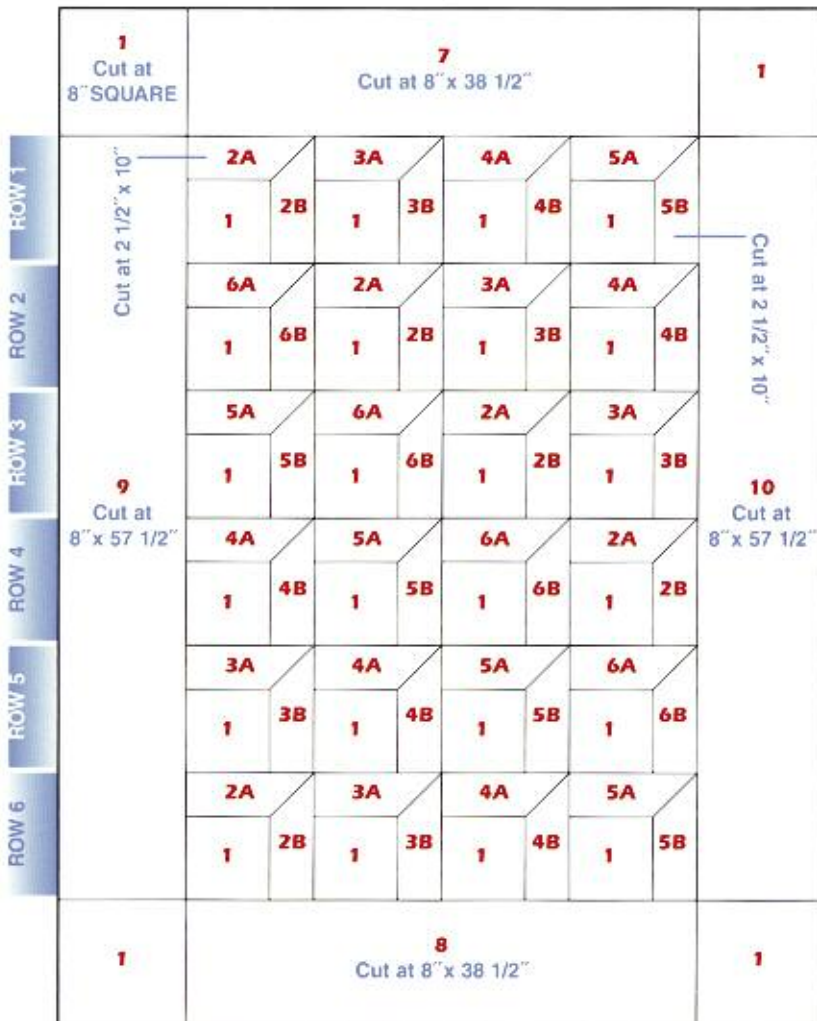 1
Cut at
8″SQUARE
7
Cut at 8″x 38 1/2″
1
ROW 1
Cut at 2 1/2″ x 10″
2A 3A 4A 5A
1 2B 1 3B 1 4B 1 5B
Cut at 2 1/2″ x 10″
ROW 2
6A 2A 3A 4A
1 6B 1 2B 1 3B 1 4B
ROW 3
5A 6A 2A 3A
1 5B 1 6B 1 2B 1 3B
9
Cut at
8″x 57 1/2″
10
Cut at
8″x 57 1/2″
ROW 4
4A 5A 6A 2A
1 4B 1 5B 1 6B 1 2B
ROW 5
3A 4A 5A 6A
1 3B 1 4B 1 5B 1 6B
ROW 6
2A 3A 4A 5A
1 2B 1 3B 1 4B 1 5B
1
8
Cut at 8″x 38 1/2″
1